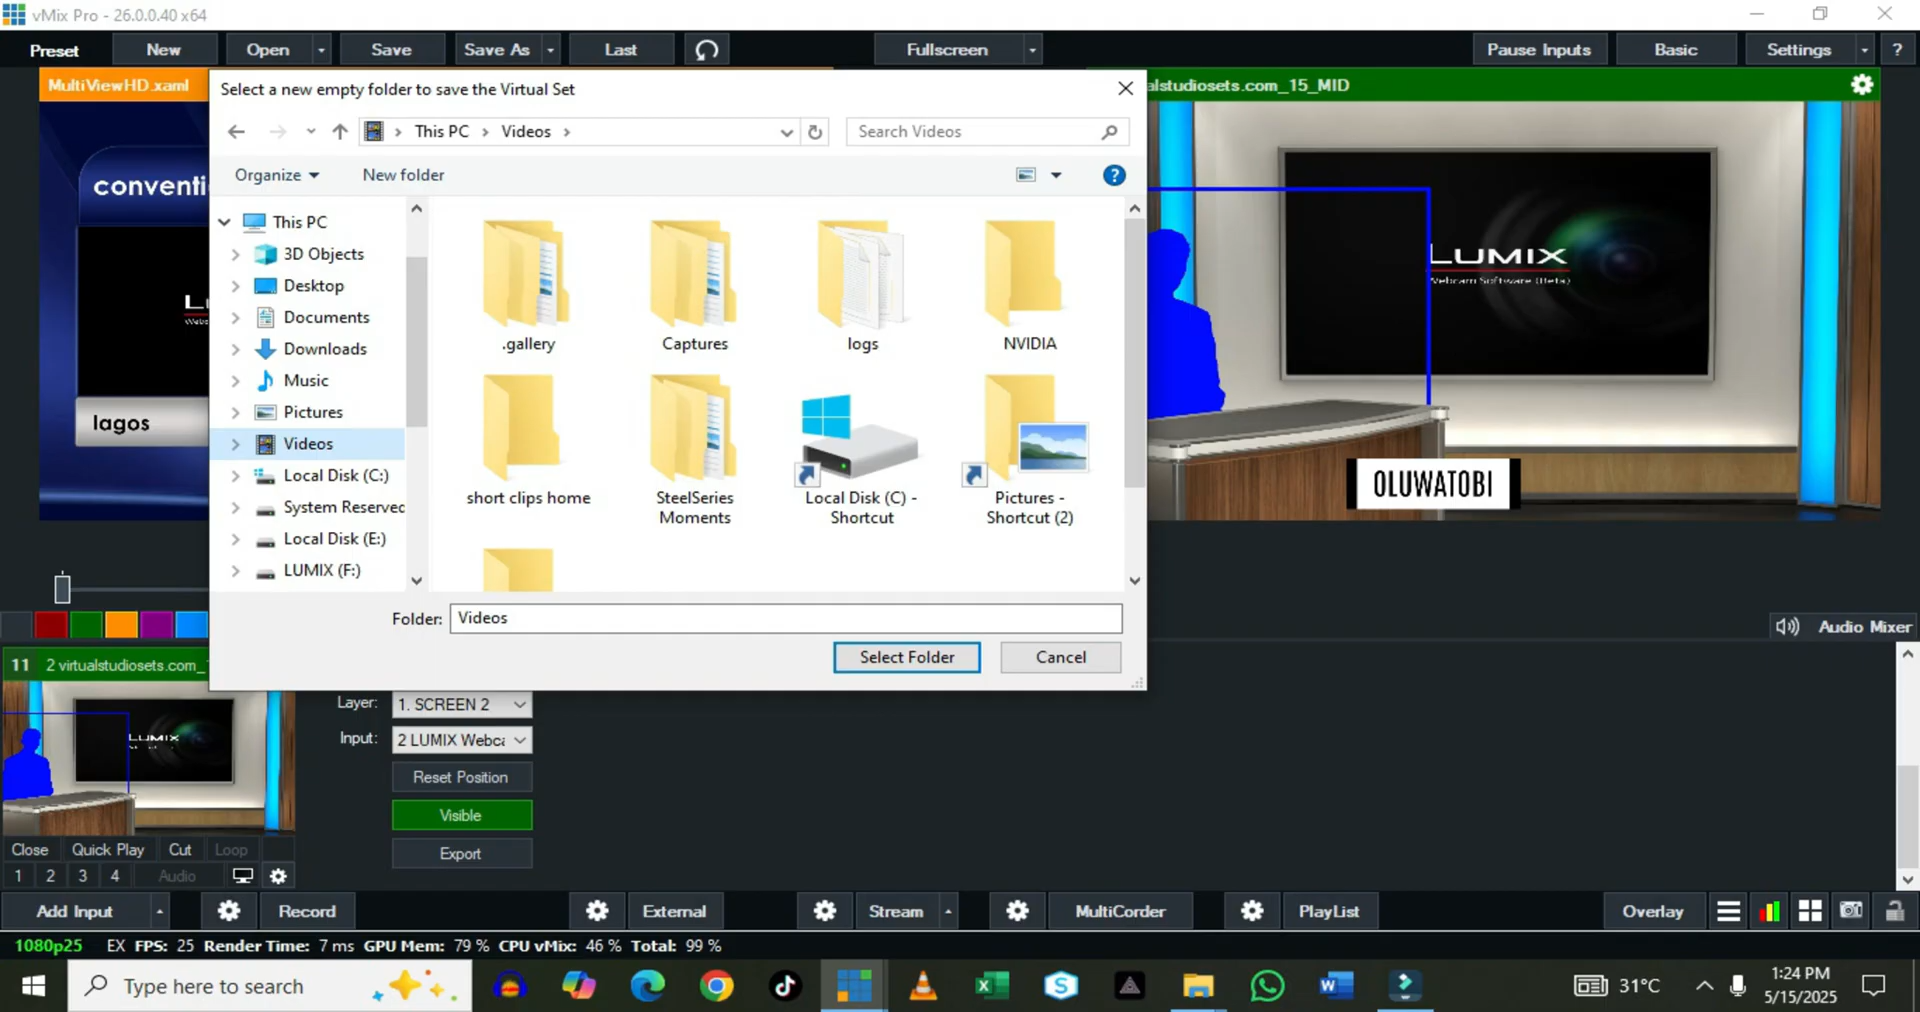 vMix Pro - 26.0.0.40 x64
Preset New Open Save Save As Last Fullscreen Pause Inputs Basic Settings ?
MultiViewHD.xaml
alstudiosets.com_15_MID
Select a new empty folder to save the Virtual Set
This PC Videos
Search Videos
Organize New folder ?
This PC
3D Objects
Desktop
Documents
Downloads
Music
Pictures
Videos
Local Disk (C:)
System Reserved
Local Disk (E:)
LUMIX (F:)
.gallery Captures logs NVIDIA
short clips home
SteelSeries
Moments
Local Disk (C) -
Shortcut
Pictures -
Shortcut (2)
Folder: Videos
Select Folder Cancel
conventi
lagos
LUMIX
Webcam Software (Beta)
OLUWATOBI
Audio Mixer
11 2 virtualstudiosets.com_
LUMIX
Layer: 1. SCREEN 2
Input: 2 LUMIX Webca
Reset Position
Visible
Export
Close Quick Play Cut Loop
1 2 3 4 Audio
Add Input Record External Stream MultiCorder PlayList Overlay
1080p25 EX FPS: 25 Render Time: 7 ms GPU Mem: 79 % CPU vMix: 46 % Total: 99 %
Type here to search
31°C
1:24 PM
5/15/2025